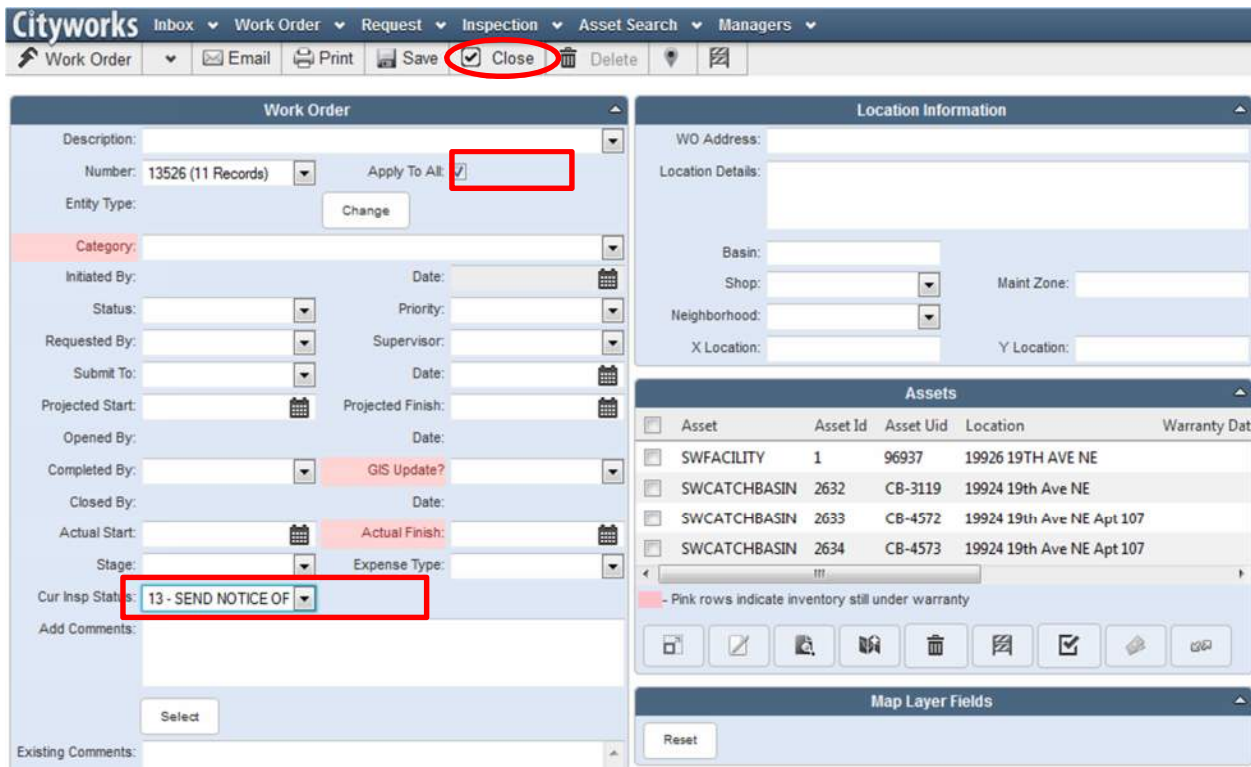 Cityworks Inbox Work Order Request Inspection Asset Search Managers
Work Order Email Print Save Close Delete
Work Order
Description:
Number: 13526 (11 Records) Apply To All:
Entity Type: Change
Category:
Initiated By: Date:
Status: Priority:
Requested By: Supervisor:
Submit To: Date:
Projected Start: Projected Finish:
Opened By: Date:
Completed By: GIS Update?
Closed By: Date:
Actual Start: Actual Finish:
Stage: Expense Type:
Cur Insp Status: 13 - SEND NOTICE OF
Add Comments:
Select
Existing Comments:
Location Information
WO Address:
Location Details:
Basin:
Shop: Maint Zone:
Neighborhood:
X Location: Y Location:
Assets
Asset Asset Id Asset Uid Location Warranty Dat
SWFACILITY 1 96937 19926 19TH AVE NE
SWCATCHBASIN 2632 CB-3119 19924 19th Ave NE
SWCATCHBASIN 2633 CB-4572 19924 19th Ave NE Apt 107
SWCATCHBASIN 2634 CB-4573 19924 19th Ave NE Apt 107
- Pink rows indicate inventory still under warranty
Map Layer Fields
Reset